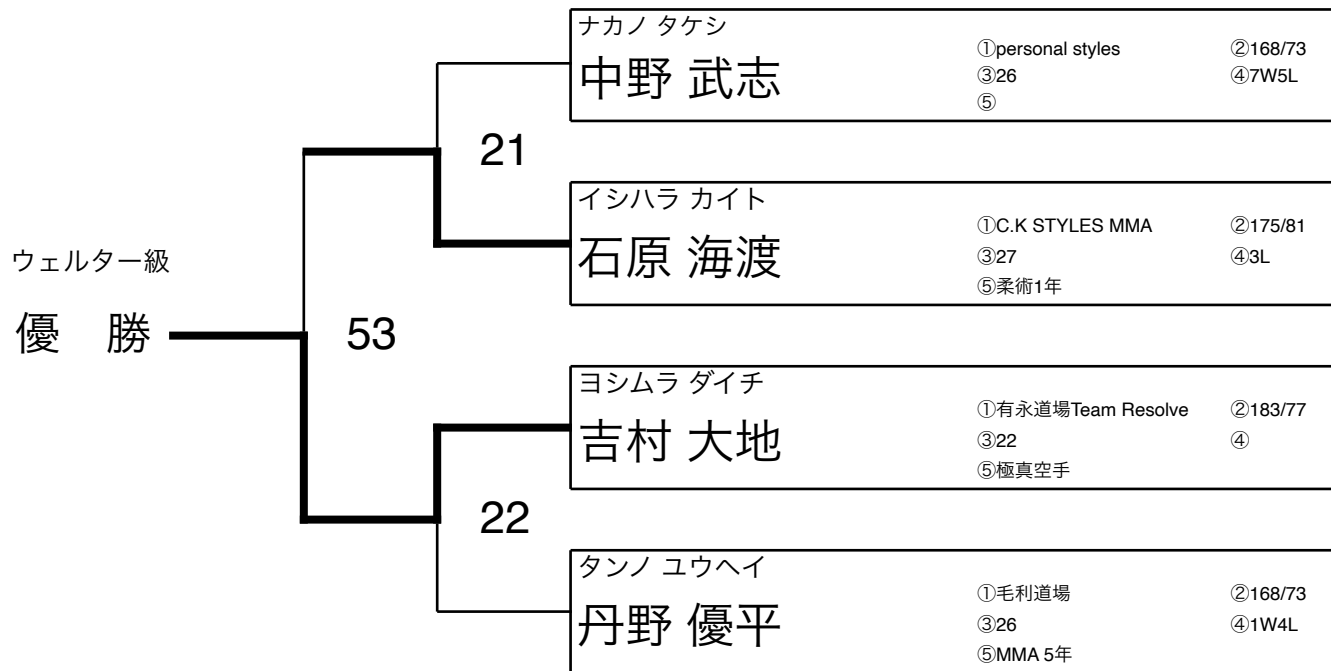 ナカノ タケシ
中野 武志
①personal styles ②168/73
③26 ④7W5L
⑤
21
イシハラ カイト
石原 海渡
①C.K STYLES MMA ②175/81
③27 ④3L
⑤柔術1年
ウェルター級
優 勝
53
ヨシムラ ダイチ
吉村 大地
①有永道場Team Resolve ②183/77
③22 ④
⑤極真空手
22
タンノ ユウヘイ
丹野 優平
①毛利道場 ②168/73
③26 ④1W4L
⑤MMA 5年